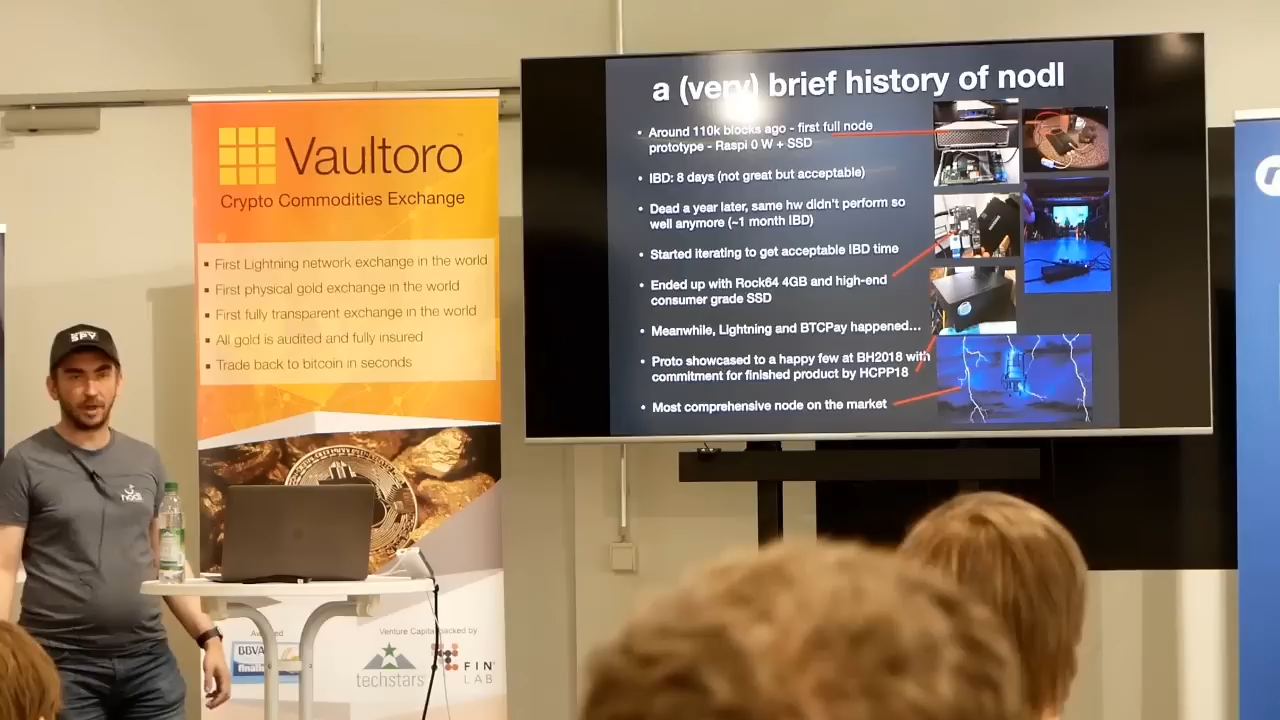 Vaultoro
Crypto Commodities Exchange
First Lightning network exchange in the world
First physical gold exchange in the world
First fully transparent exchange in the world
All gold is audited and fully insured
Trade back to bitcoin in seconds
Venture Capital backed by
BBVA
techstars
FIN
LAB
nodl
a (very) brief history of nodl
Around 110k blocks ago - first full node
prototype - Raspi 0 W + SSD
IBD: 8 days (not great but acceptable)
Dead a year later, same hw didn't perform so
well anymore (~1 month IBD)
Started iterating to get acceptable IBD time
Ended up with Rock64 4GB and high-end
consumer grade SSD
Meanwhile, Lightning and BTCPay happened...
Proto showcased to a happy few at BH2018 with
commitment for finished product by HCPP18
Most comprehensive node on the market